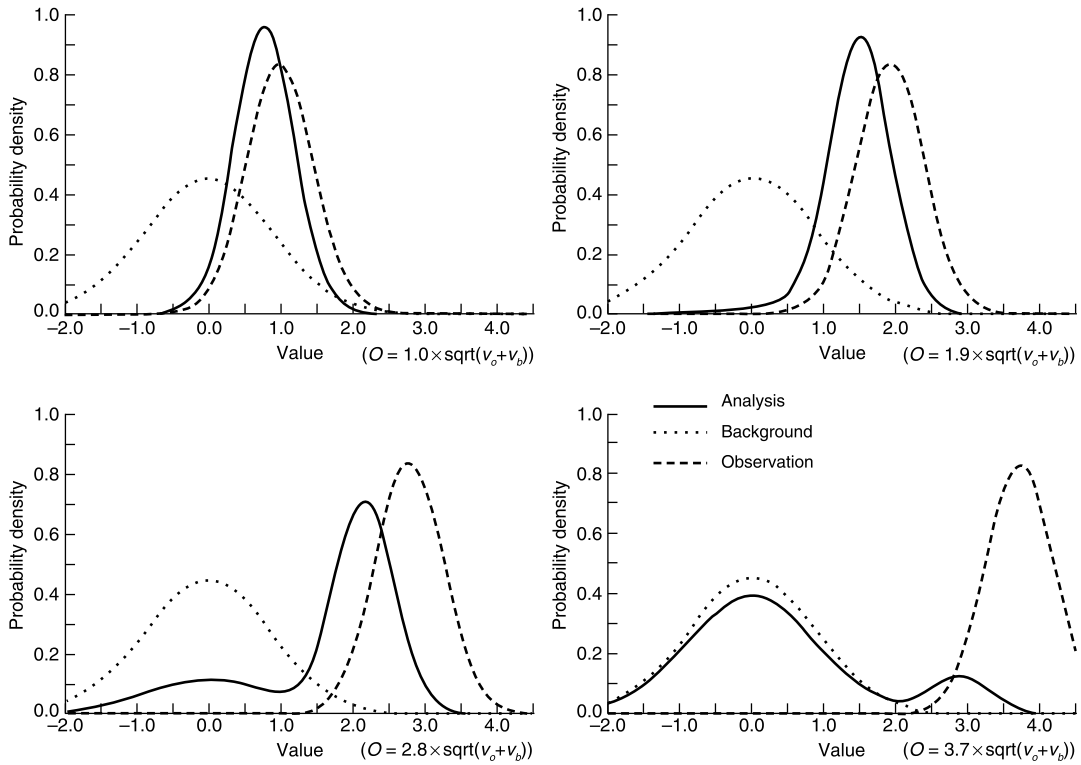 1.0
0.8
0.6
0.4
0.2
0.0
Probability density
−2.0 −1.0 0.0 1.0 2.0 3.0 4.0
Value (O = 1.0×sqrt(vo+vb))
1.0
0.8
0.6
0.4
0.2
0.0
Probability density
−2.0 −1.0 0.0 1.0 2.0 3.0 4.0
Value (O = 1.9×sqrt(vo+vb))
1.0
0.8
0.6
0.4
0.2
0.0
Probability density
−2.0 −1.0 0.0 1.0 2.0 3.0 4.0
Value (O = 2.8×sqrt(vo+vb))
Analysis
Background
Observation
1.0
0.8
0.6
0.4
0.2
0.0
Probability density
−2.0 −1.0 0.0 1.0 2.0 3.0 4.0
Value (O = 3.7×sqrt(vo+vb))